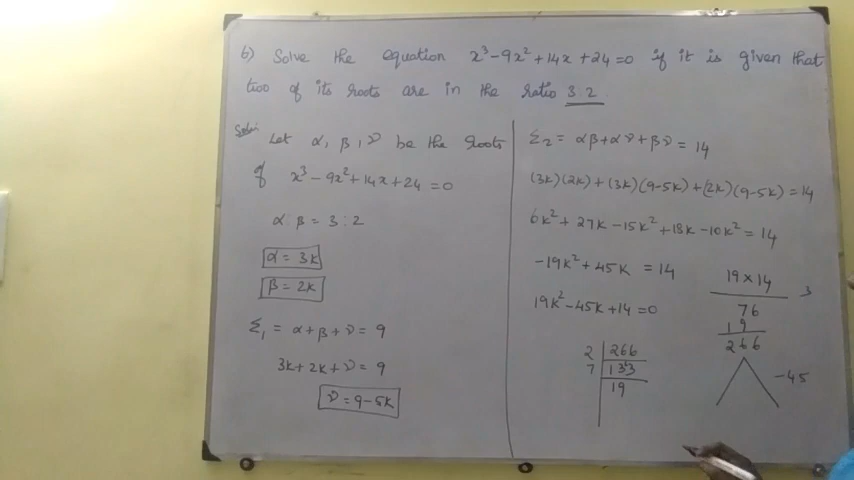 6) Solve the equation x³-9x²+14x+24=0 if it is given that
two of its roots are in the ratio 3:2.
Soln:
Let α, β, γ be the roots
of x³-9x²+14x+24=0
α:β = 3:2
α = 3k
β = 2k
Σ₁ = α+β+γ = 9
3k+2k+γ = 9
γ = 9-5k
Σ₂ = αβ+αγ+βγ = 14
(3k)(2k)+(3k)(9-5k)+(2k)(9-5k)=14
6k²+27k-15k²+18k-10k²=14
-19k²+45k = 14
19k²-45k+14=0
19×14
76
19
266
-45
2 266
7 133
19